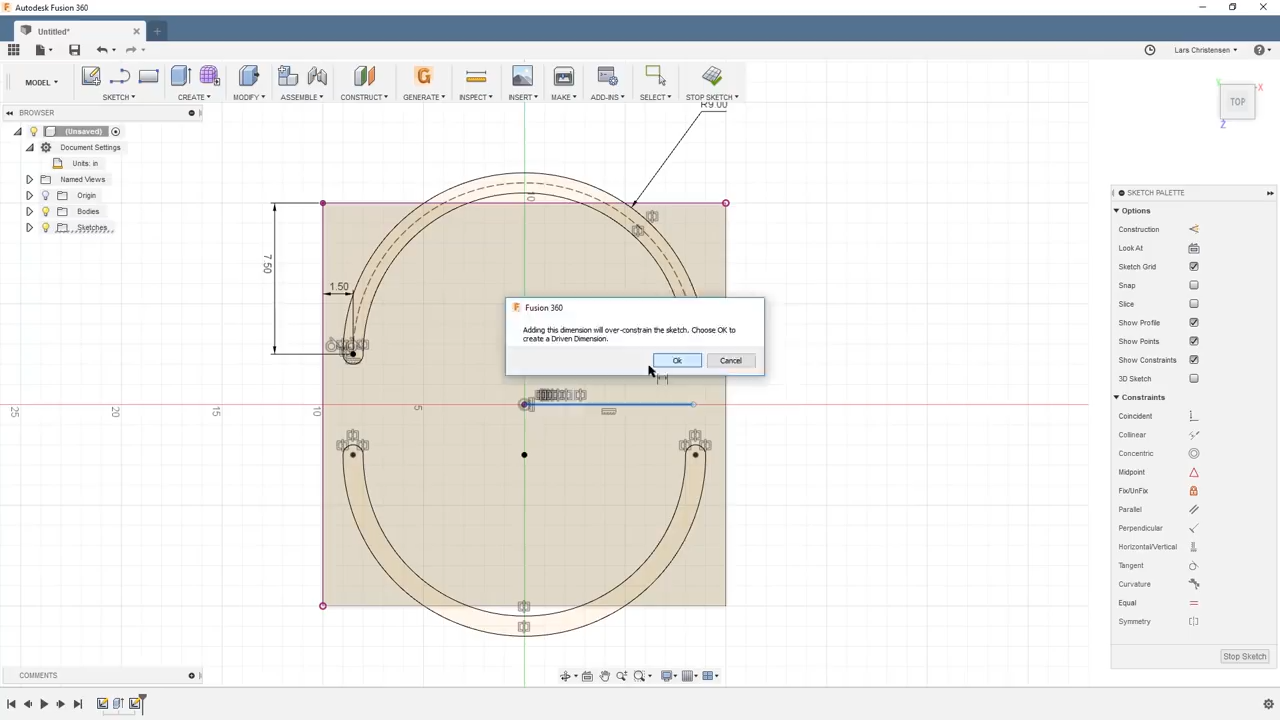 Autodesk Fusion 360
Untitled*
Lars Christensen
MODEL
SKETCH
CREATE
MODIFY
ASSEMBLE
CONSTRUCT
GENERATE
INSPECT
INSERT
MAKE
ADD-INS
SELECT
STOP SKETCH
BROWSER
(Unsaved)
Document Settings
Units: in
Named Views
Origin
Bodies
Sketches
TOP
X
Z
R9.00
7.50
1.50
10
25
20
10
5
Fusion 360
Adding this dimension will over-constrain the sketch. Choose OK to
create a Driven Dimension.
Ok
Cancel
SKETCH PALETTE
Options
Construction
Look At
Sketch Grid
Snap
Slice
Show Profile
Show Points
Show Constraints
3D Sketch
Constraints
Coincident
Collinear
Concentric
Midpoint
Fix/UnFix
Parallel
Perpendicular
Horizontal/Vertical
Tangent
Curvature
Equal
Symmetry
Stop Sketch
COMMENTS